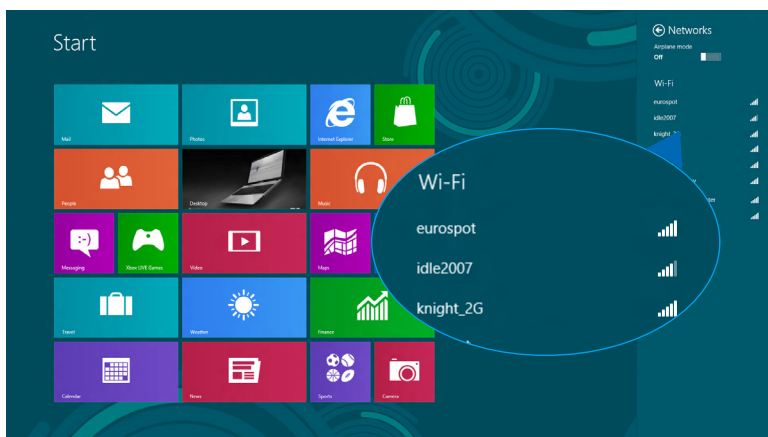 Start
Mail
Photos
Internet Explorer
Store
People
Desktop
Music
Messaging
Xbox LIVE Games
Video
Maps
Travel
Weather
Finance
Calendar
News
Sports
Camera
Networks
Airplane mode
Off
Wi-Fi
eurospot
idle2007
knight_2G
Wi-Fi
eurospot
idle2007
knight_2G